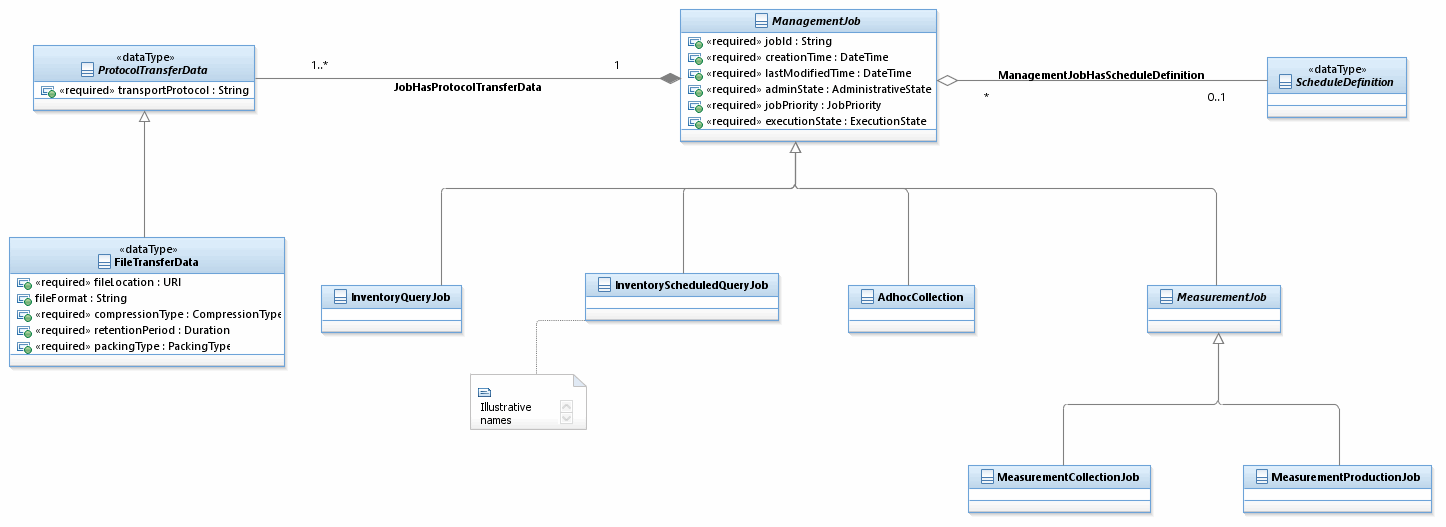 ManagementJob
«required» jobId : String
«required» creationTime : DateTime
«required» lastModifiedTime : DateTime
«required» adminState : AdministrativeState
«required» jobPriority : JobPriority
«required» executionState : ExecutionState
«dataType»
ProtocolTransferData
«required» transportProtocol : String
1..*
1
JobHasProtocolTransferData
ManagementJobHasScheduleDefinition
*
0..1
«dataType»
ScheduleDefinition
«dataType»
FileTransferData
«required» fileLocation : URI
fileFormat : String
«required» compressionType : CompressionType
«required» retentionPeriod : Duration
«required» packingType : PackingType
InventoryQueryJob
InventoryScheduledQueryJob
AdhocCollection
MeasurementJob
Illustrative
names
MeasurementCollectionJob
MeasurementProductionJob